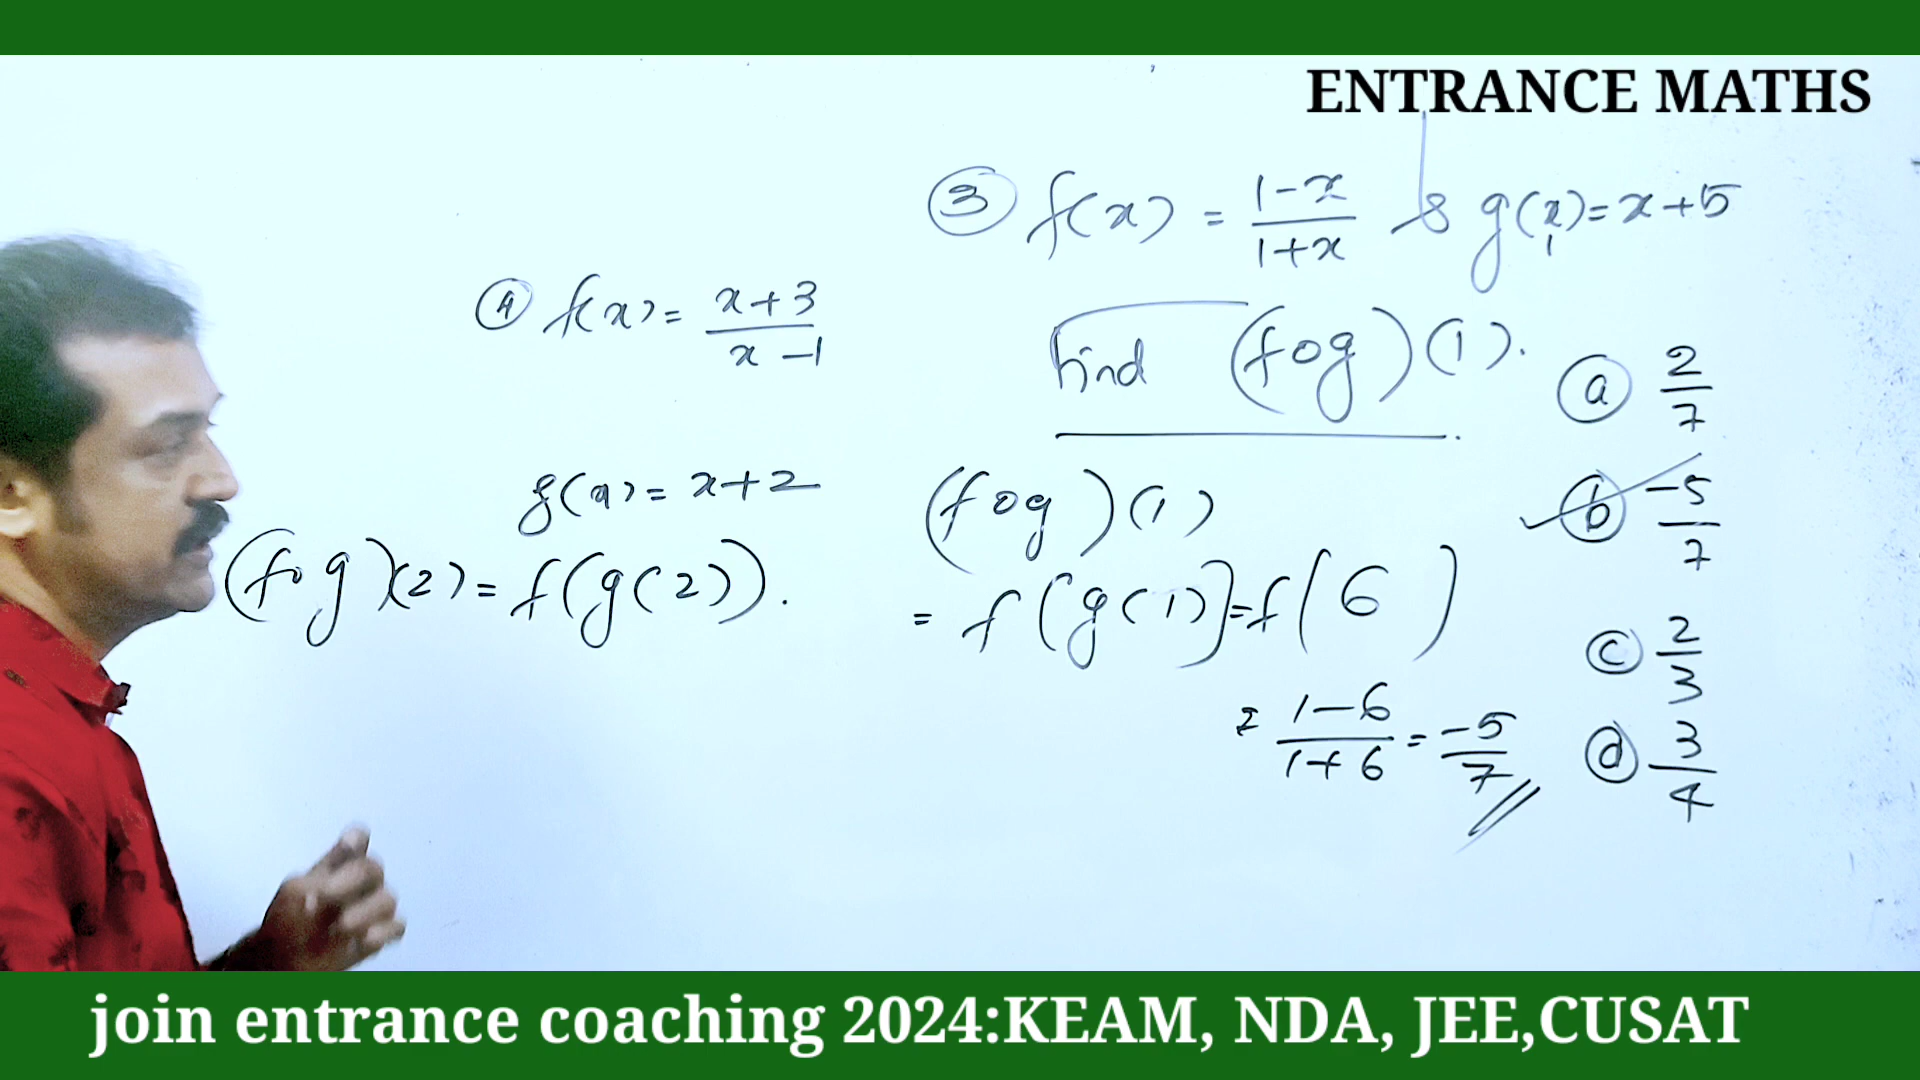 ENTRANCE MATHS
③ f(x) = (1-x)/(1+x) & g(x) = x+5
Find (fog)(1).
ⓐ 2/7
ⓑ -5/7
ⓒ 2/3
ⓓ 3/4
(fog)(1)
= f(g(1)) = f(6)
= (1-6)/(1+6) = -5/7
④ f(x) = (x+3)/(x-1)
g(x) = x+2
(fog)(2) = f(g(2)).
join entrance coaching 2024:KEAM, NDA, JEE,CUSAT